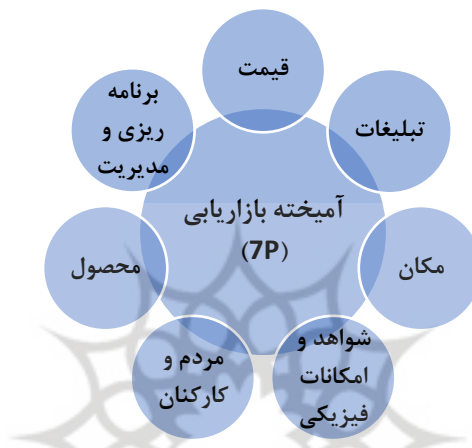 قیمت
تبلیغات
مکان
شواهد و
امکانات
فیزیکی
مردم و
کارکنان
محصول
برنامه
ریزی و
مدیریت
آمیخته بازاریابی
(7P)